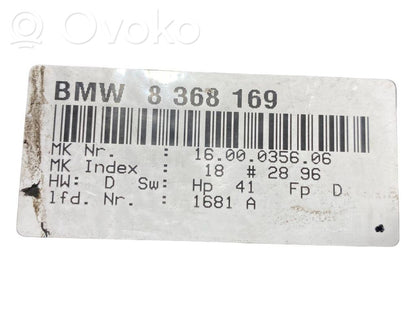 © Ovoko
BMW 8 368 169
MK Nr. : 16.00.0356.06
MK Index : 18 # 28 96
HW: D Sw: Hp 41 Fp D.
lfd. Nr. : 1681 A